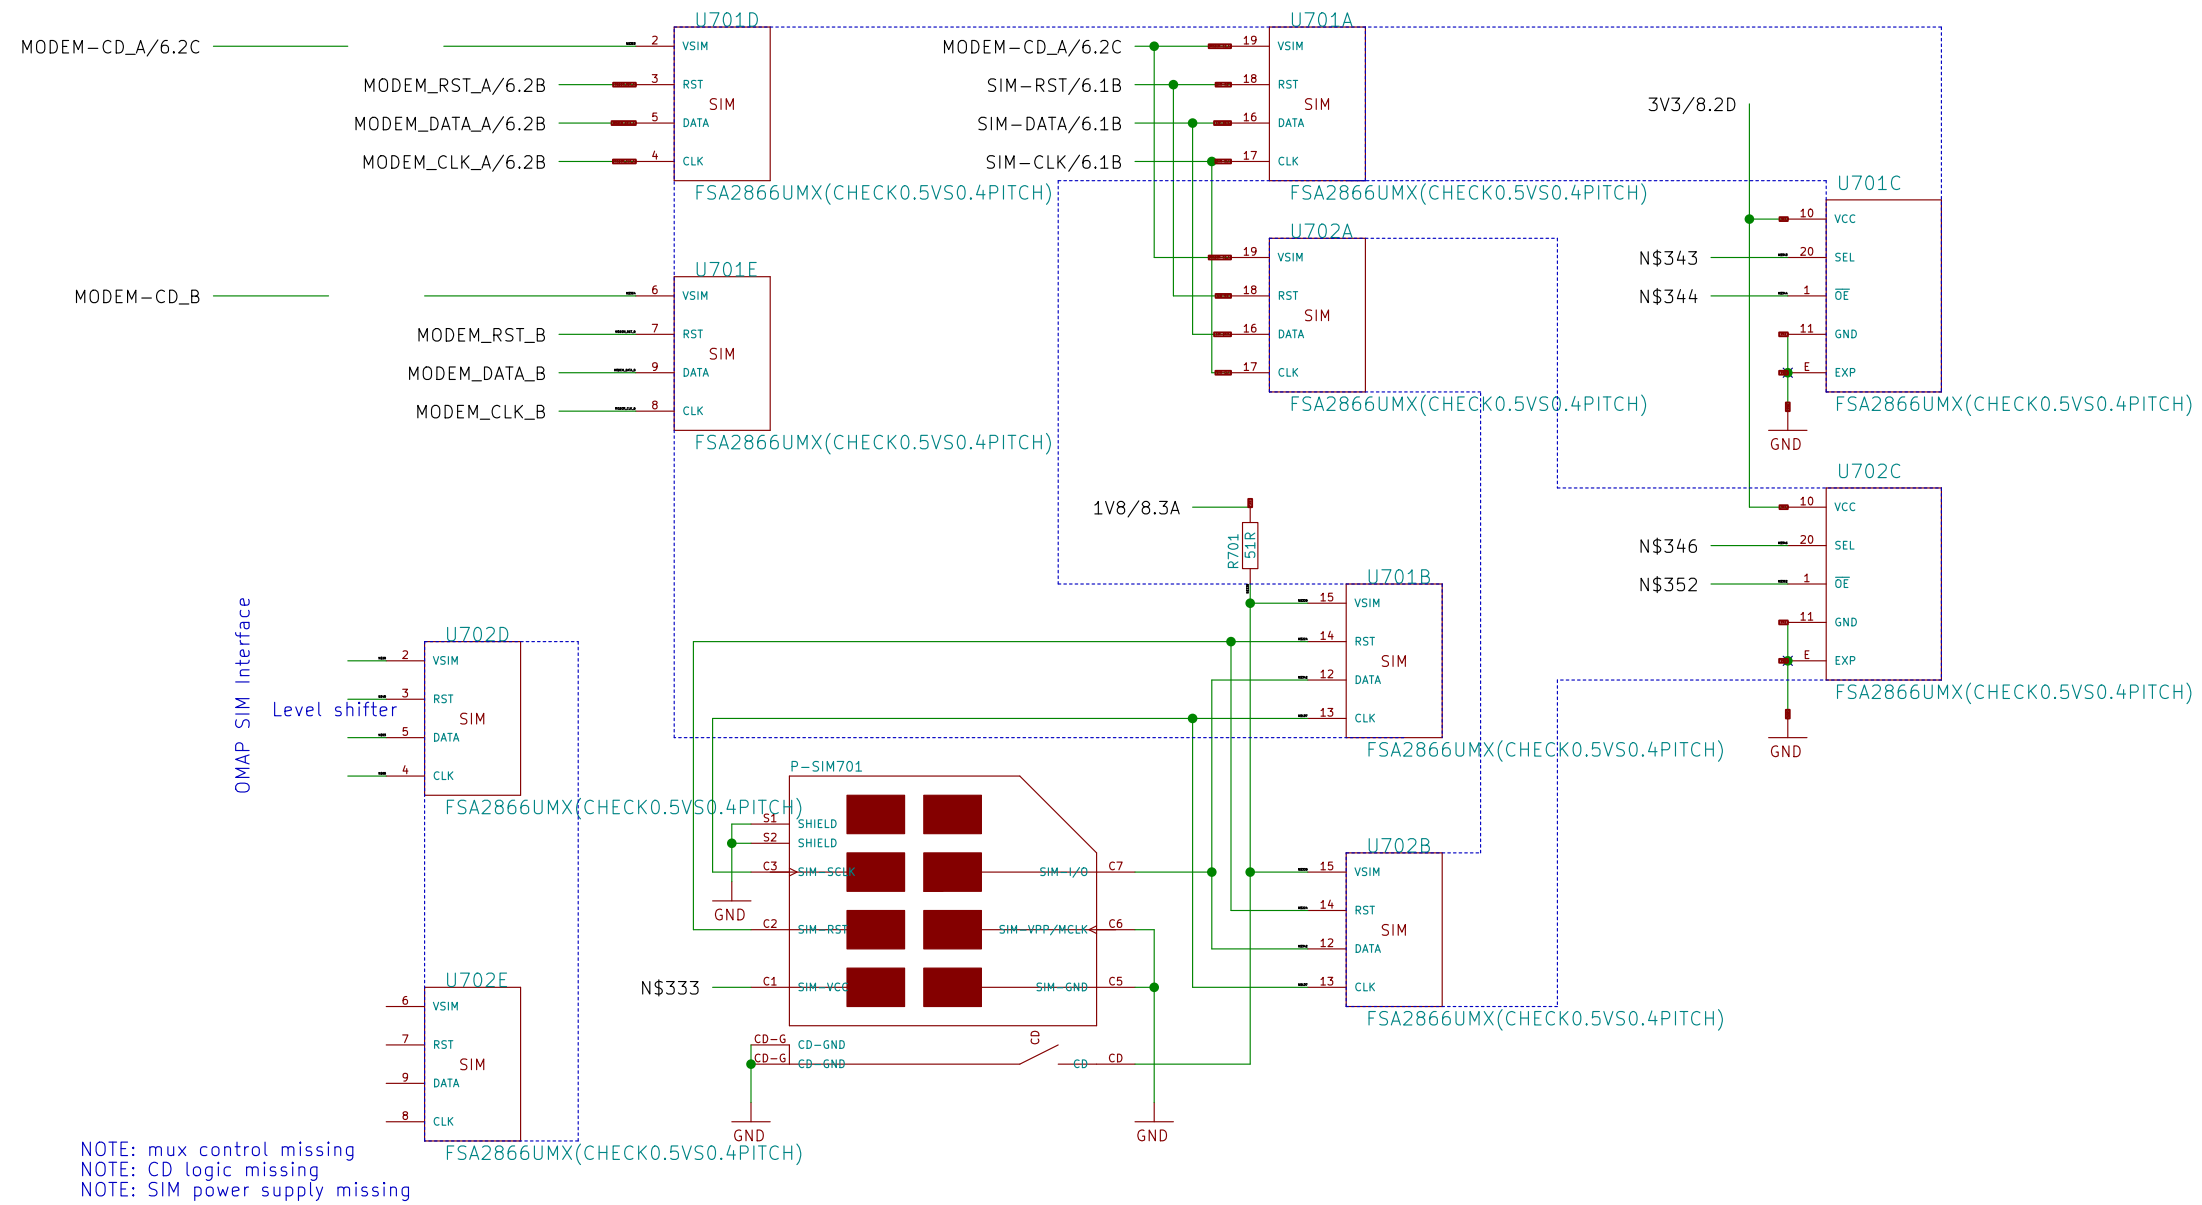 U701D
MODEM-CD_A/6.2C
2 VSIM
MODEM_RST_A/6.2B
3 RST
SIM
MODEM_DATA_A/6.2B
5 DATA
MODEM_CLK_A/6.2B
4 CLK
FSA2866UMX(CHECK0.5VS0.4PITCH)
U701A
MODEM-CD_A/6.2C
19 VSIM
SIM-RST/6.1B
18 RST
SIM
SIM-DATA/6.1B
16 DATA
SIM-CLK/6.1B
17 CLK
FSA2866UMX(CHECK0.5VS0.4PITCH)
3V3/8.2D
U701C
10 VCC
N$343
20 SEL
N$344
1 OE
11 GND
E EXP
FSA2866UMX(CHECK0.5VS0.4PITCH)
GND
U702A
19 VSIM
18 RST
SIM
16 DATA
17 CLK
FSA2866UMX(CHECK0.5VS0.4PITCH)
U701E
MODEM-CD_B
6 VSIM
MODEM_RST_B
7 RST
SIM
MODEM_DATA_B
9 DATA
MODEM_CLK_B
8 CLK
FSA2866UMX(CHECK0.5VS0.4PITCH)
U702C
10 VCC
N$346
20 SEL
N$352
1 OE
11 GND
E EXP
FSA2866UMX(CHECK0.5VS0.4PITCH)
GND
1V8/8.3A
R701
51R
U701B
15 VSIM
14 RST
SIM
12 DATA
13 CLK
FSA2866UMX(CHECK0.5VS0.4PITCH)
OMAP SIM Interface
Level shifter
U702D
2 VSIM
3 RST
SIM
5 DATA
4 CLK
FSA2866UMX(CHECK0.5VS0.4PITCH)
P-SIM701
S1 SHIELD
S2 SHIELD
C3 SIM-SCLK
SIM-I/O C7
GND
C2 SIM-RST
SIM-VPP/MCLK C6
N$333
C1 SIM-VCC
SIM-GND C5
CD
CD-G CD-GND
CD-G CD-GND
CD CD
GND
GND
U702B
15 VSIM
14 RST
SIM
12 DATA
13 CLK
FSA2866UMX(CHECK0.5VS0.4PITCH)
U702E
6 VSIM
7 RST
SIM
9 DATA
8 CLK
FSA2866UMX(CHECK0.5VS0.4PITCH)
NOTE: mux control missing
NOTE: CD logic missing
NOTE: SIM power supply missing